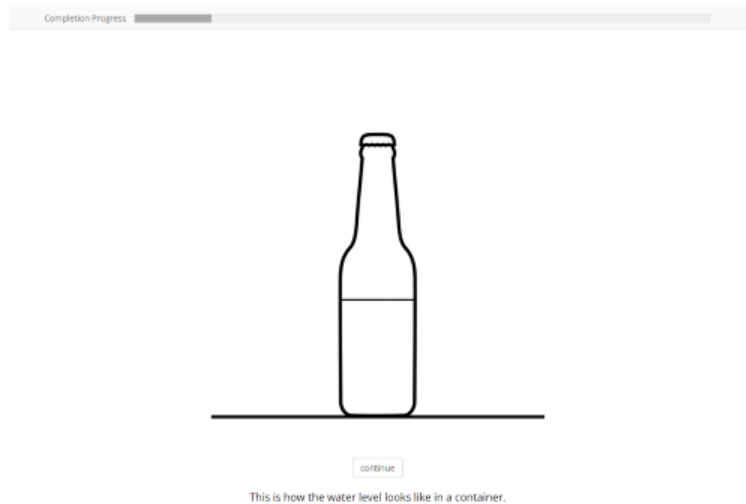 Completion Progress
continue
This is how the water level looks like in a container.